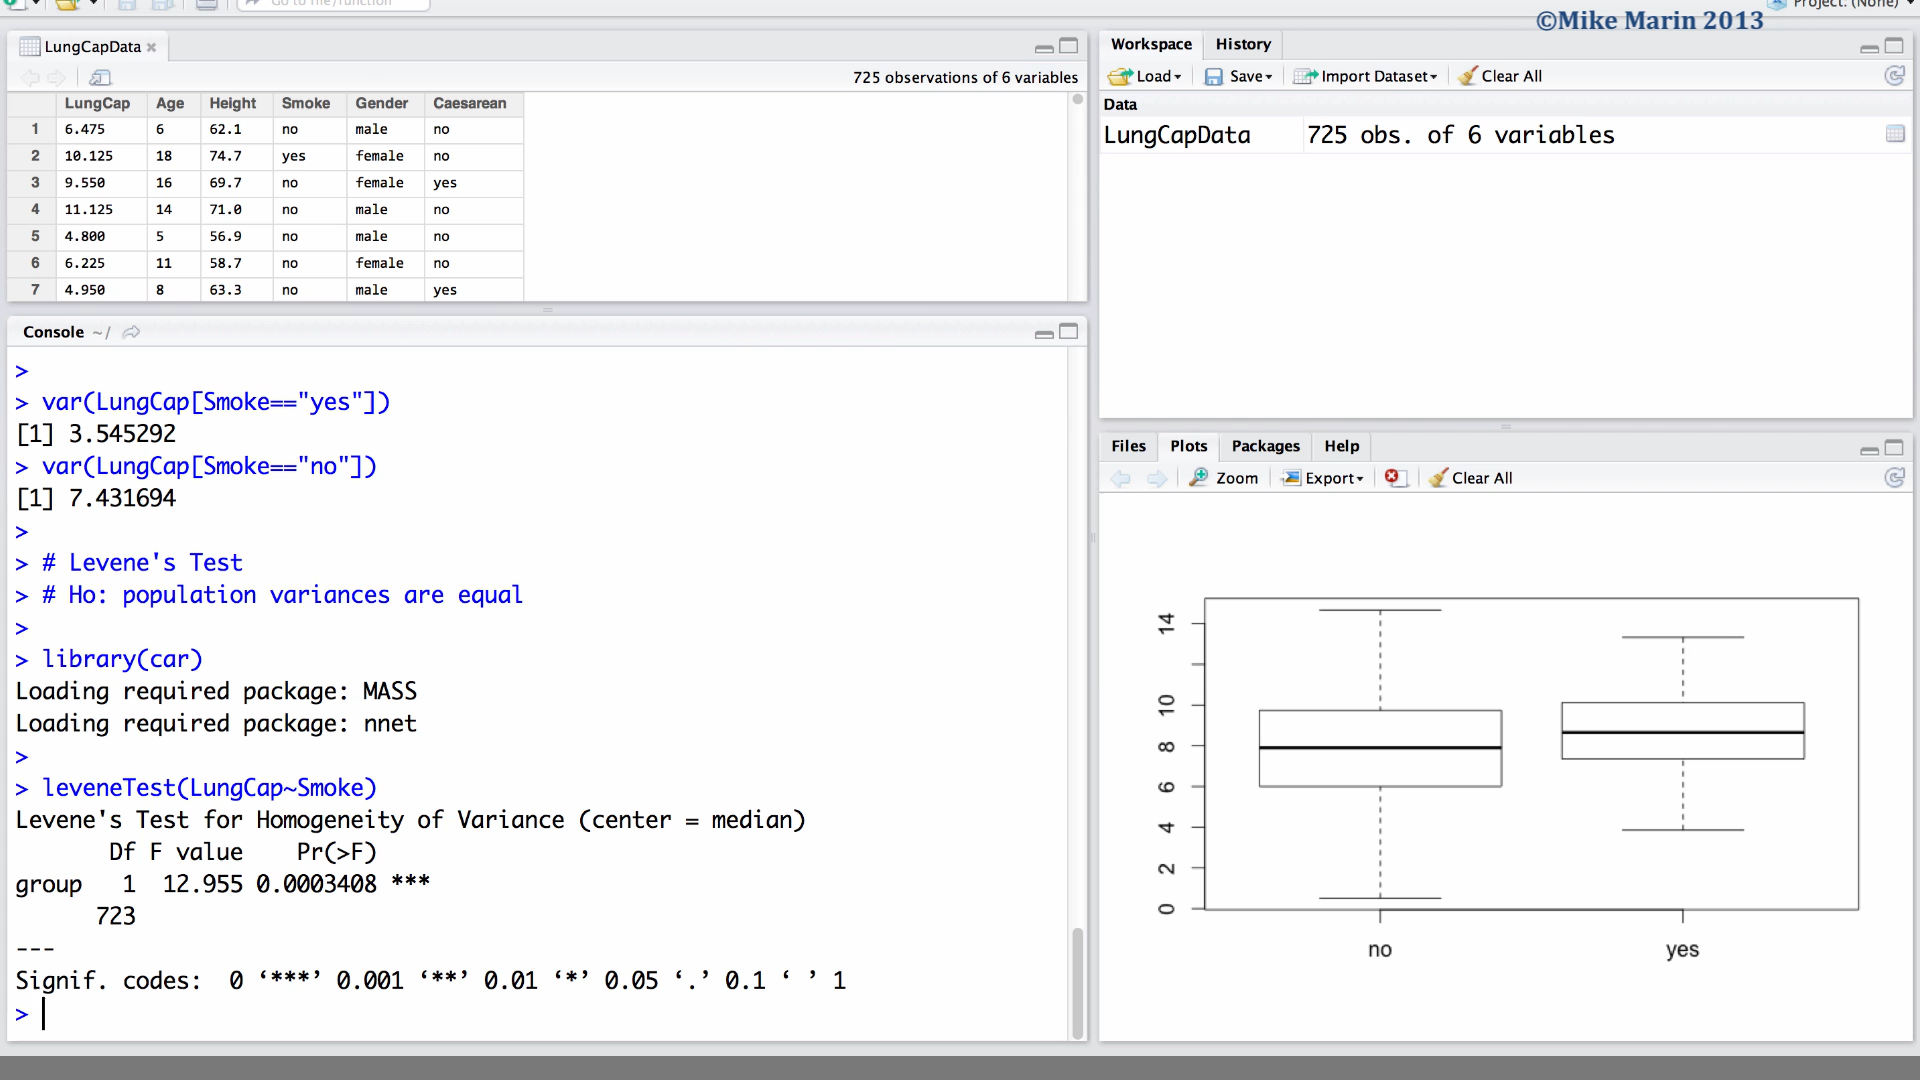 Go to file/function
Project: (None)
©Mike Marin 2013
LungCapData
725 observations of 6 variables
LungCap Age Height Smoke Gender Caesarean
1 6.475 6 62.1 no male no
2 10.125 18 74.7 yes female no
3 9.550 16 69.7 no female yes
4 11.125 14 71.0 no male no
5 4.800 5 56.9 no male no
6 6.225 11 58.7 no female no
7 4.950 8 63.3 no male yes
Console ~/
>
> var(LungCap[Smoke=="yes"])
[1] 3.545292
> var(LungCap[Smoke=="no"])
[1] 7.431694
>
> # Levene's Test
> # Ho: population variances are equal
>
> library(car)
Loading required package: MASS
Loading required package: nnet
>
> leveneTest(LungCap~Smoke)
Levene's Test for Homogeneity of Variance (center = median)
Df F value Pr(>F)
group 1 12.955 0.0003408 ***
723
---
Signif. codes: 0 ‘***’ 0.001 ‘**’ 0.01 ‘*’ 0.05 ‘.’ 0.1 ‘ ’ 1
>
Workspace History
Load Save Import Dataset Clear All
Data
LungCapData 725 obs. of 6 variables
Files Plots Packages Help
Zoom Export Clear All
14
10
8
6
4
2
0
no yes